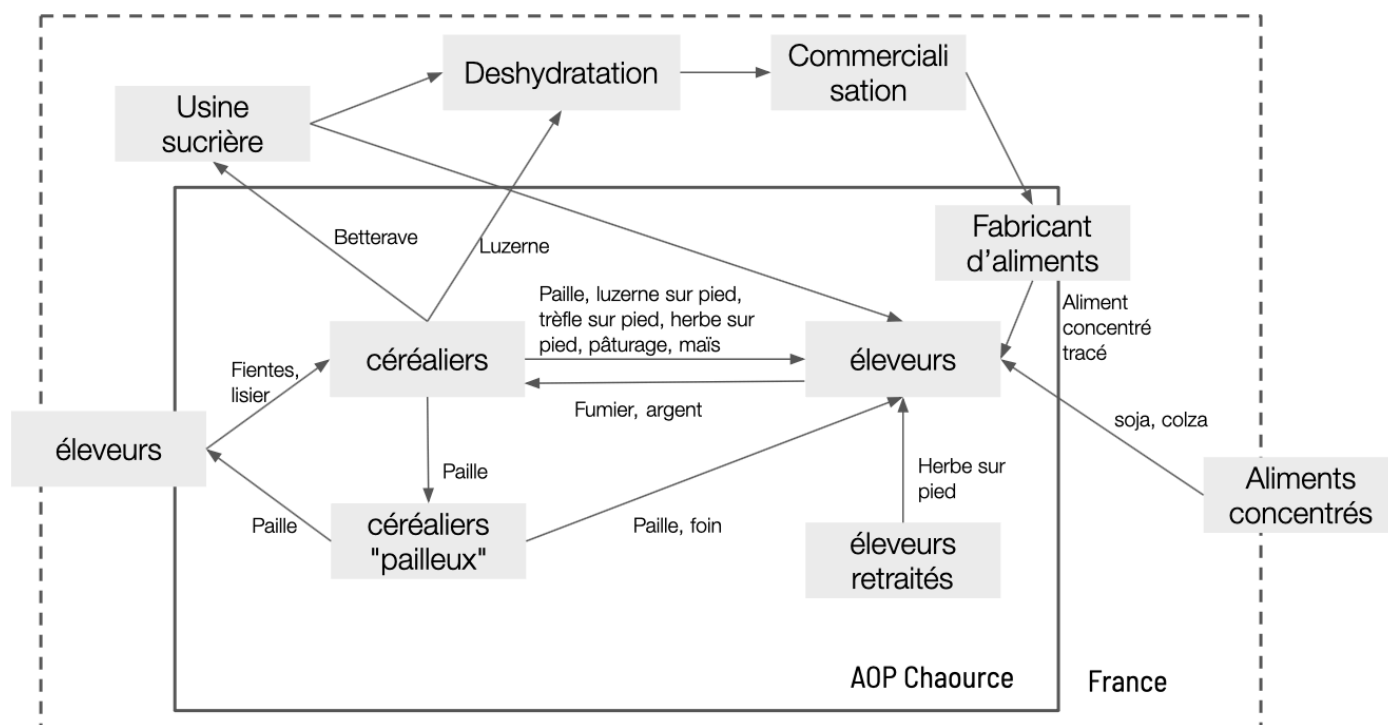 Commerciali
sation
Deshydratation
Usine
sucrière
Fabricant
d'aliments
Betterave
Luzerne
Paille, luzerne sur pied,
trèfle sur pied, herbe sur
pied, pâturage, maïs
Aliment
concentré
tracé
céréaliers
éleveurs
Fientes,
lisier
Fumier, argent
soja, colza
éleveurs
Paille
Herbe sur
pied
Aliments
concentrés
Paille
céréaliers
"pailleux"
Paille, foin
éleveurs
retraités
AOP Chaource
France